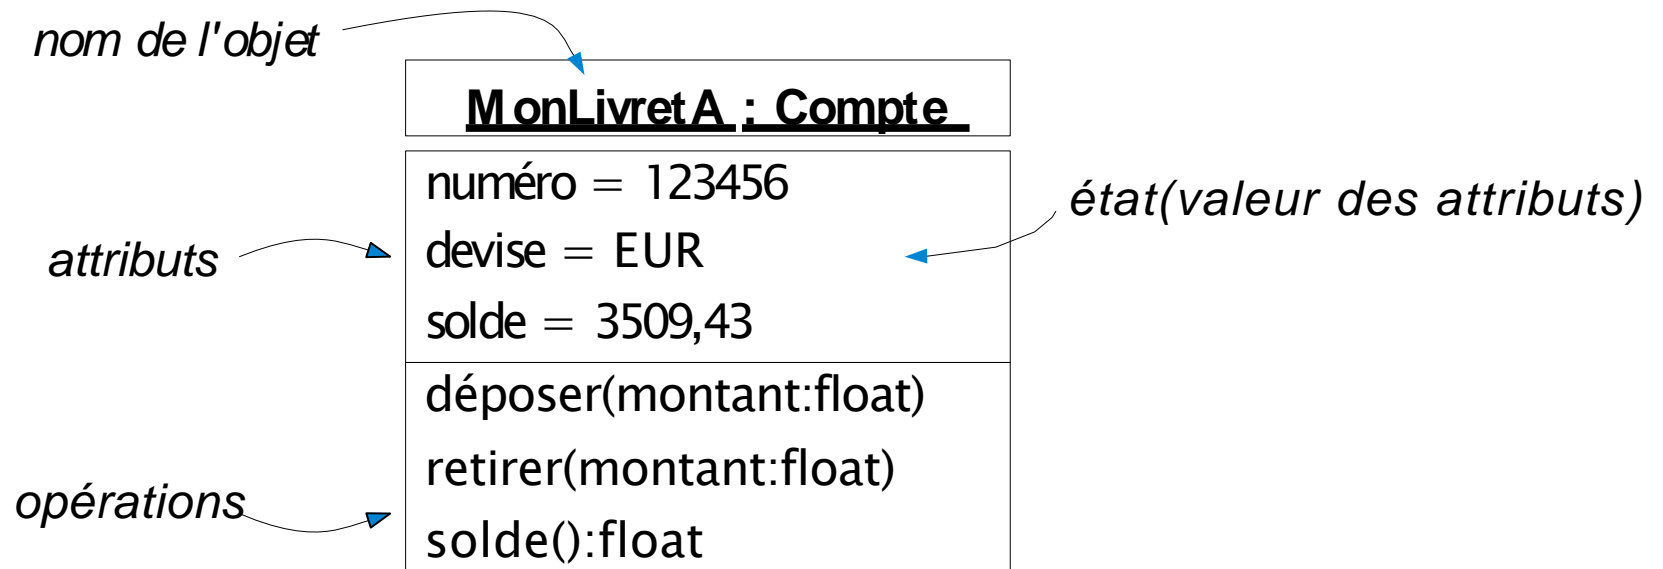 nom de l'objet
MonLivretA : Compte
numéro = 123456
devise = EUR
solde = 3509,43
état(valeur des attributs)
attributs
déposer(montant:float)
retirer(montant:float)
solde():float
opérations